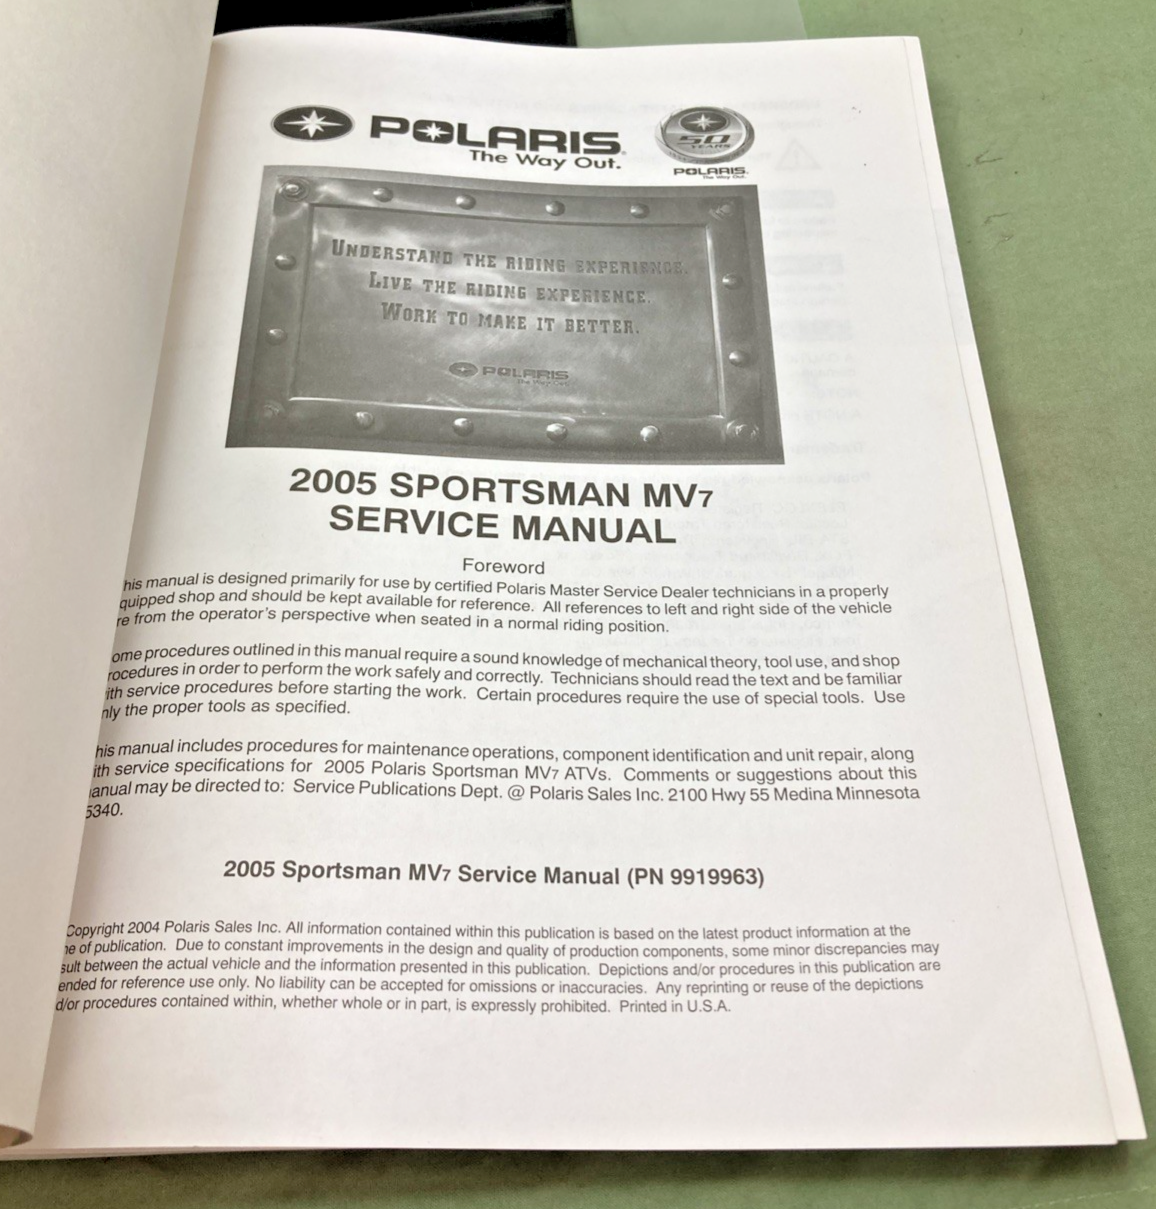 POLARIS
The Way Out.
50
YEARS
POLARIS
The Way Out.
UNDERSTAND THE RIDING EXPERIENCE.
LIVE THE RIDING EXPERIENCE.
WORK TO MAKE IT BETTER.
POLARIS
The Way Out.
2005 SPORTSMAN MV7
SERVICE MANUAL
Foreword
his manual is designed primarily for use by certified Polaris Master Service Dealer technicians in a properly
quipped shop and should be kept available for reference. All references to left and right side of the vehicle
re from the operator's perspective when seated in a normal riding position.
ome procedures outlined in this manual require a sound knowledge of mechanical theory, tool use, and shop
rocedures in order to perform the work safely and correctly. Technicians should read the text and be familiar
ith service procedures before starting the work. Certain procedures require the use of special tools. Use
nly the proper tools as specified.
his manual includes procedures for maintenance operations, component identification and unit repair, along
ith service specifications for 2005 Polaris Sportsman MV7 ATVs. Comments or suggestions about this
anual may be directed to: Service Publications Dept. @ Polaris Sales Inc. 2100 Hwy 55 Medina Minnesota
5340.
2005 Sportsman MV7 Service Manual (PN 9919963)
Copyright 2004 Polaris Sales Inc. All information contained within this publication is based on the latest product information at the
e of publication. Due to constant improvements in the design and quality of production components, some minor discrepancies may
sult between the actual vehicle and the information presented in this publication. Depictions and/or procedures in this publication are
ended for reference use only. No liability can be accepted for omissions or inaccuracies. Any reprinting or reuse of the depictions
d/or procedures contained within, whether whole or in part, is expressly prohibited. Printed in U.S.A.